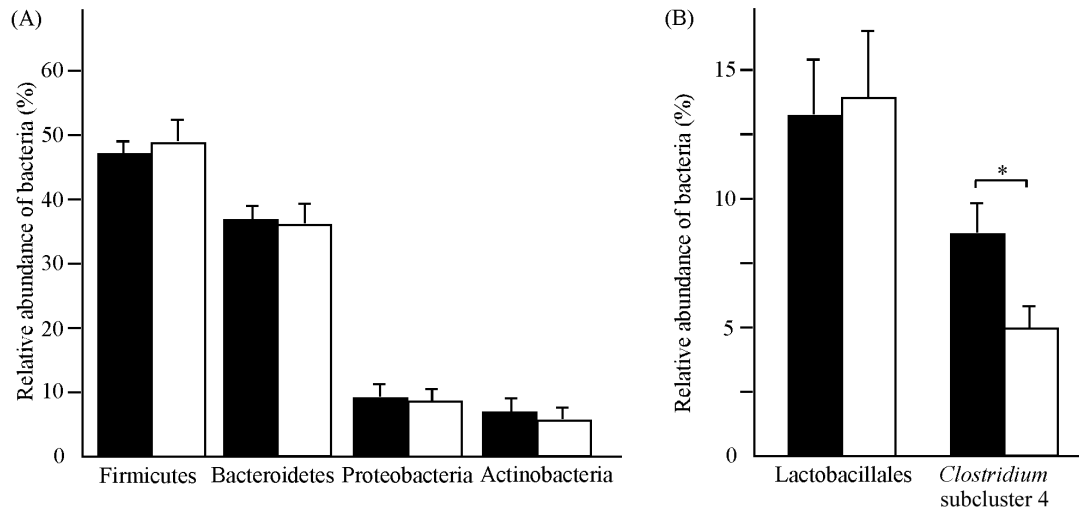 (A)
Relative abundance of bacteria (%)
60
50
40
30
20
10
0
Firmicutes Bacteroidetes Proteobacteria Actinobacteria
(B)
Relative abundance of bacteria (%)
15
10
5
0
*
Lactobacillales Clostridium
subcluster 4